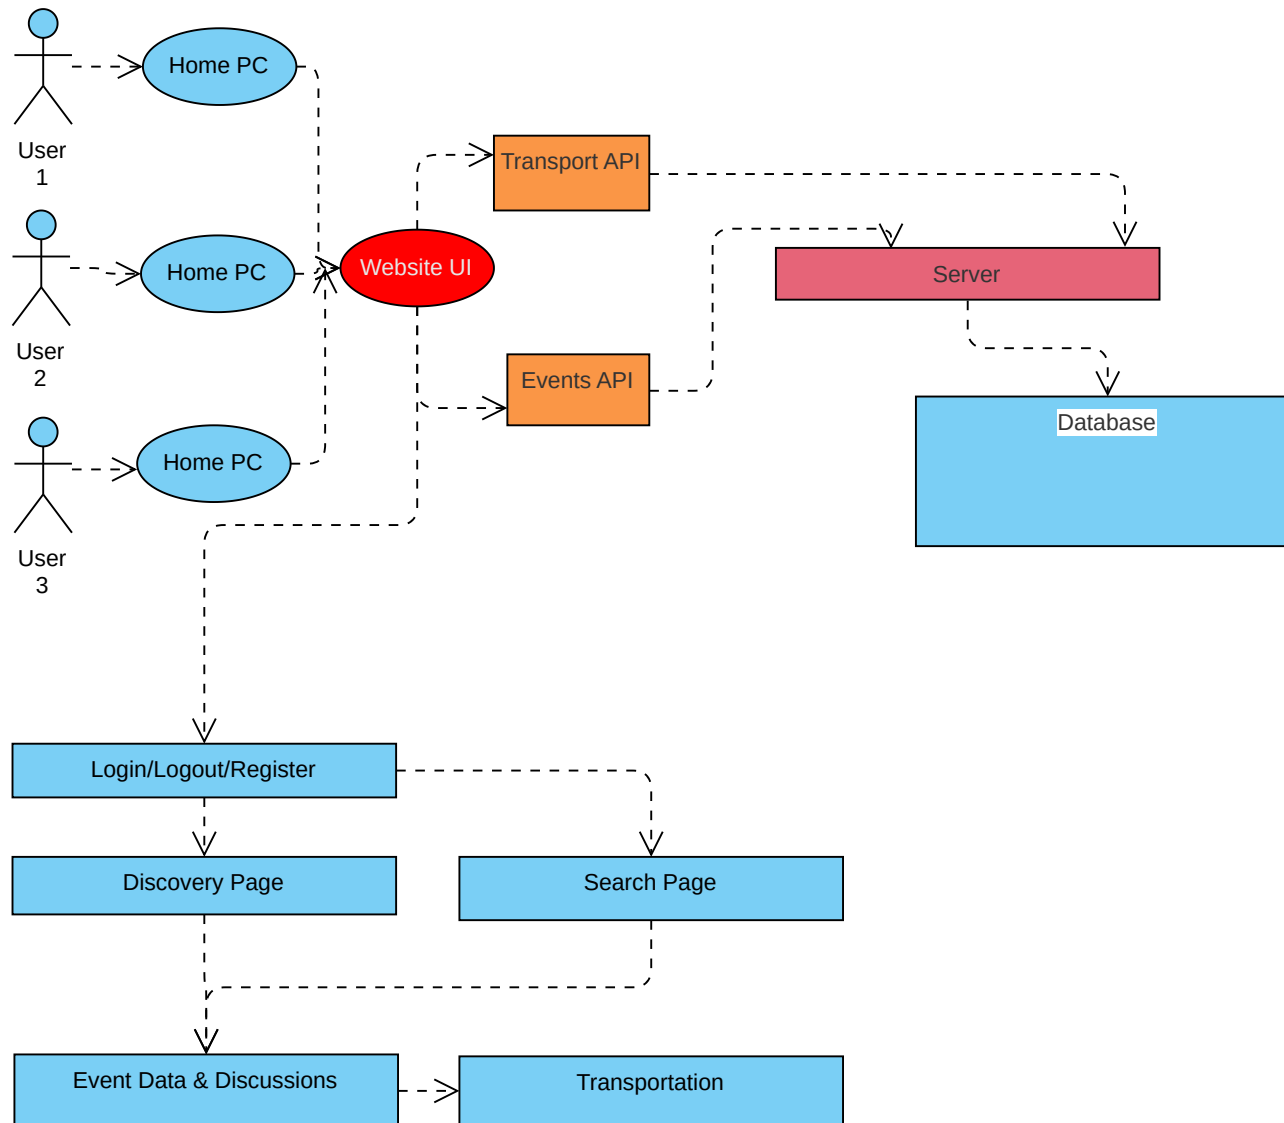 Home PC
User
1
Transport API
Home PC
Website UI
Server
User
2
Events API
Database
Home PC
User
3
Login/Logout/Register
Discovery Page
Search Page
Event Data & Discussions
Transportation